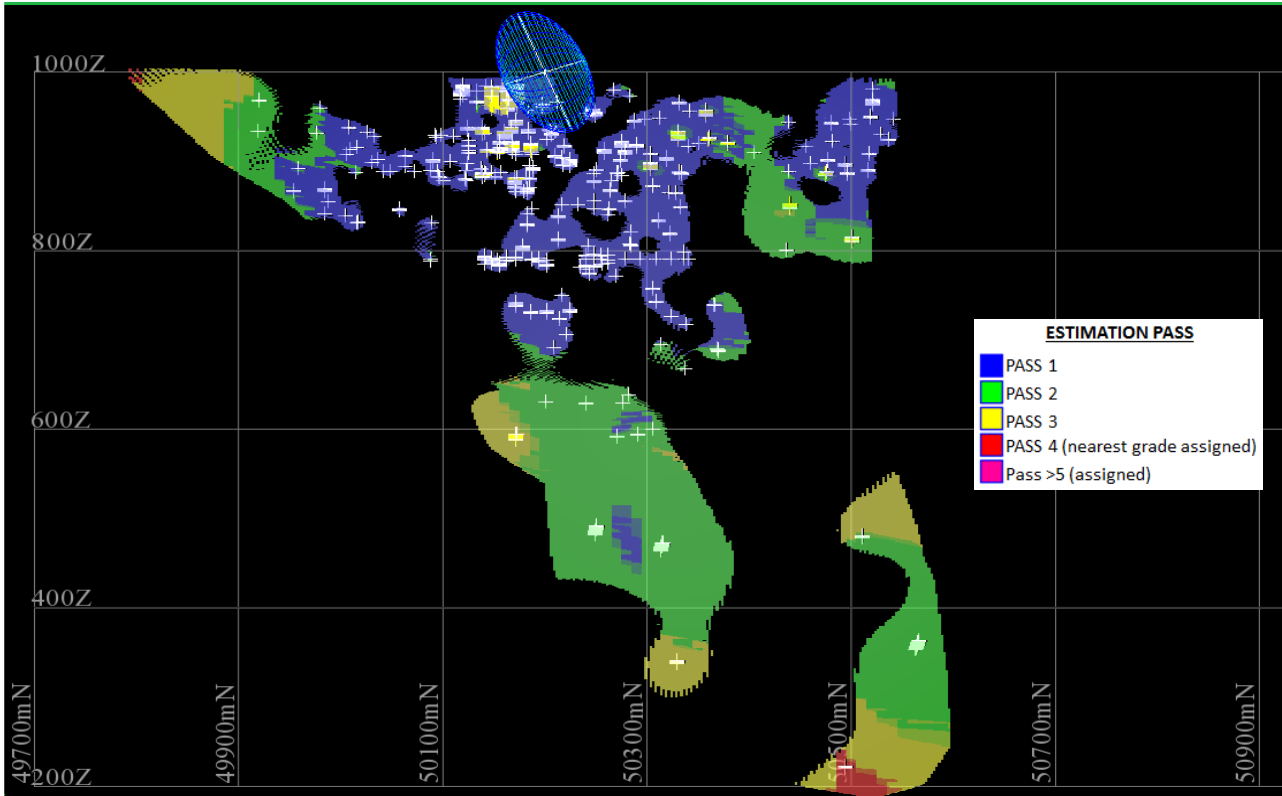 1000Z
800Z
600Z
400Z
200Z
49700mN
49900mN
50100mN
50300mN
50500mN
50700mN
50900mN
ESTIMATION PASS
PASS 1
PASS 2
PASS 3
PASS 4 (nearest grade assigned)
Pass >5 (assigned)